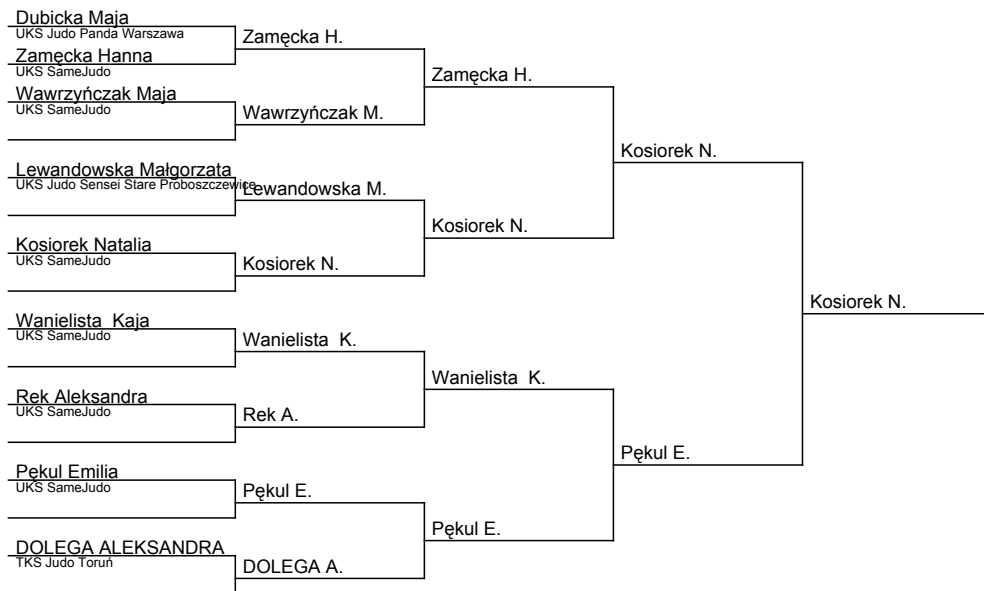 Dubicka Maja
UKS Judo Panda Warszawa
Zamęcka H.
Zamęcka Hanna
UKS SameJudo
Zamęcka H.
Wawrzyńczak Maja
UKS SameJudo
Wawrzyńczak M.
Kosiorek N.
Lewandowska Małgorzata
UKS Judo Sensei Stare Proboszczewice
Lewandowska M.
Kosiorek N.
Kosiorek Natalia
UKS SameJudo
Kosiorek N.
Kosiorek N.
Wanielista  Kaja
UKS SameJudo
Wanielista  K.
Wanielista  K.
Rek Aleksandra
UKS SameJudo
Rek A.
Pękul E.
Pękul Emilia
UKS SameJudo
Pękul E.
Pękul E.
DOLEGA ALEKSANDRA
TKS Judo Toruń
DOLEGA A.